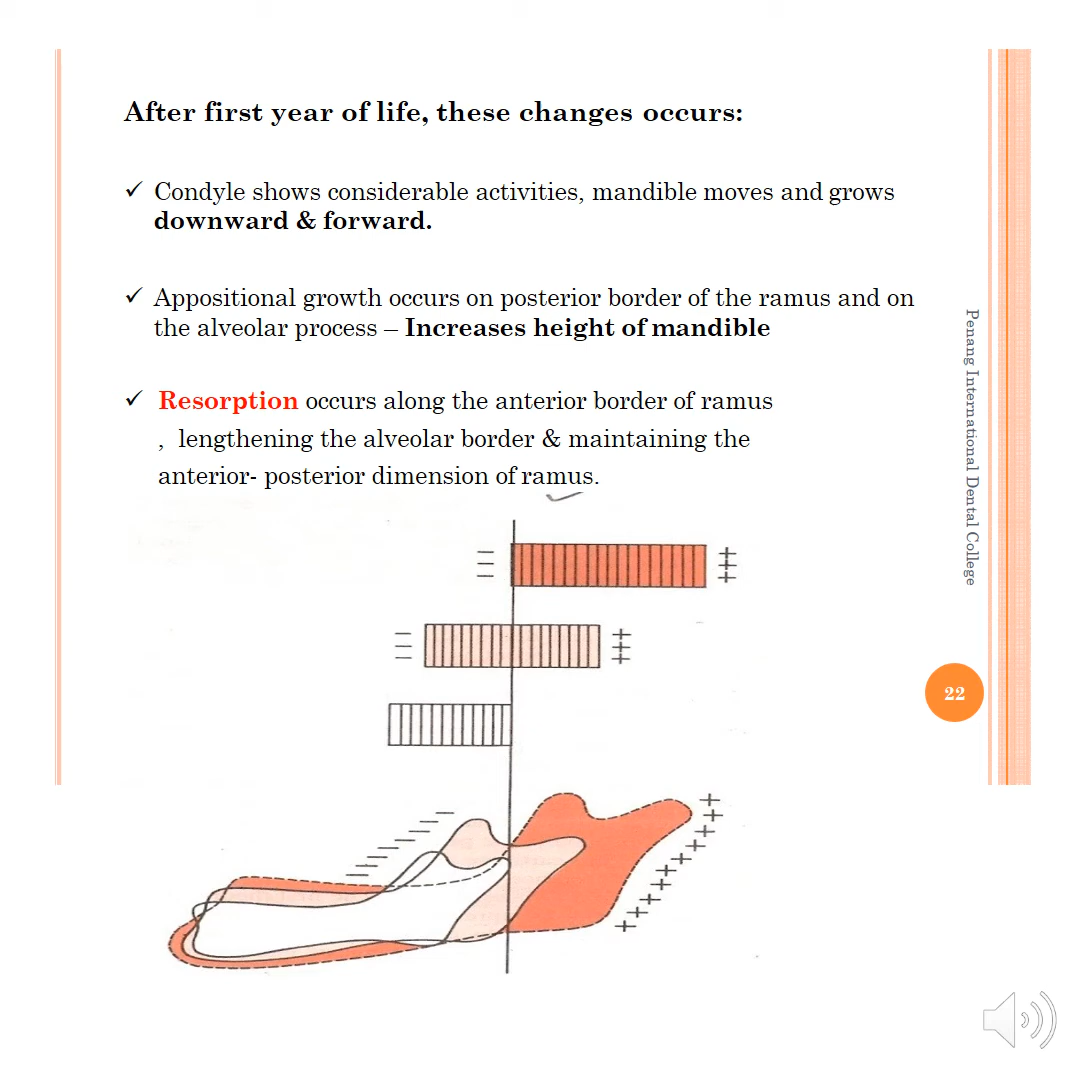 After first year of life, these changes occurs:
✓ Condyle shows considerable activities, mandible moves and grows
downward & forward.
✓ Appositional growth occurs on posterior border of the ramus and on
the alveolar process – Increases height of mandible
✓ Resorption occurs along the anterior border of ramus
, lengthening the alveolar border & maintaining the
anterior- posterior dimension of ramus.
Penang International Dental College
22